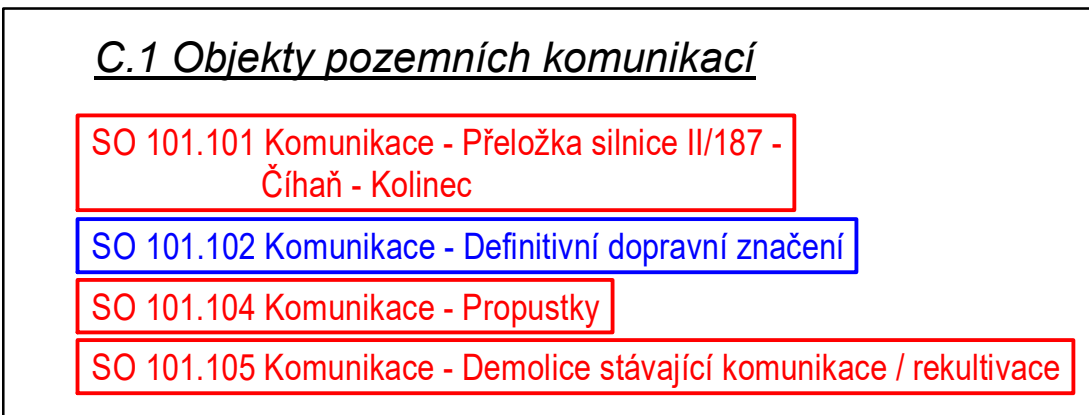 C.1 Objekty pozemních komunikací
SO 101.101 Komunikace - Přeložka silnice II/187 -
Číhaň - Kolinec
SO 101.102 Komunikace - Definitivní dopravní značení
SO 101.104 Komunikace - Propustky
SO 101.105 Komunikace - Demolice stávající komunikace / rekultivace